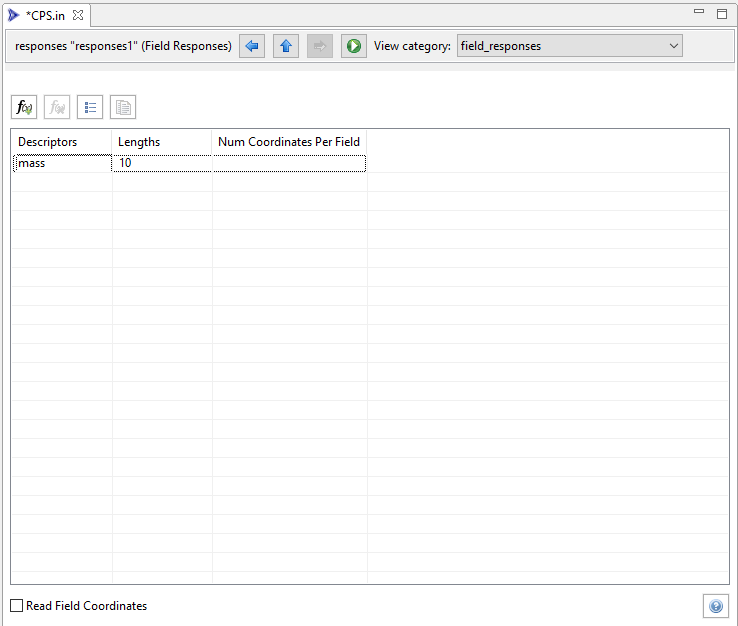 *CPS.in
responses "responses1" (Field Responses) View category: field_responses
f(x) f(x)
Descriptors Lengths Num Coordinates Per Field
mass 10
Read Field Coordinates